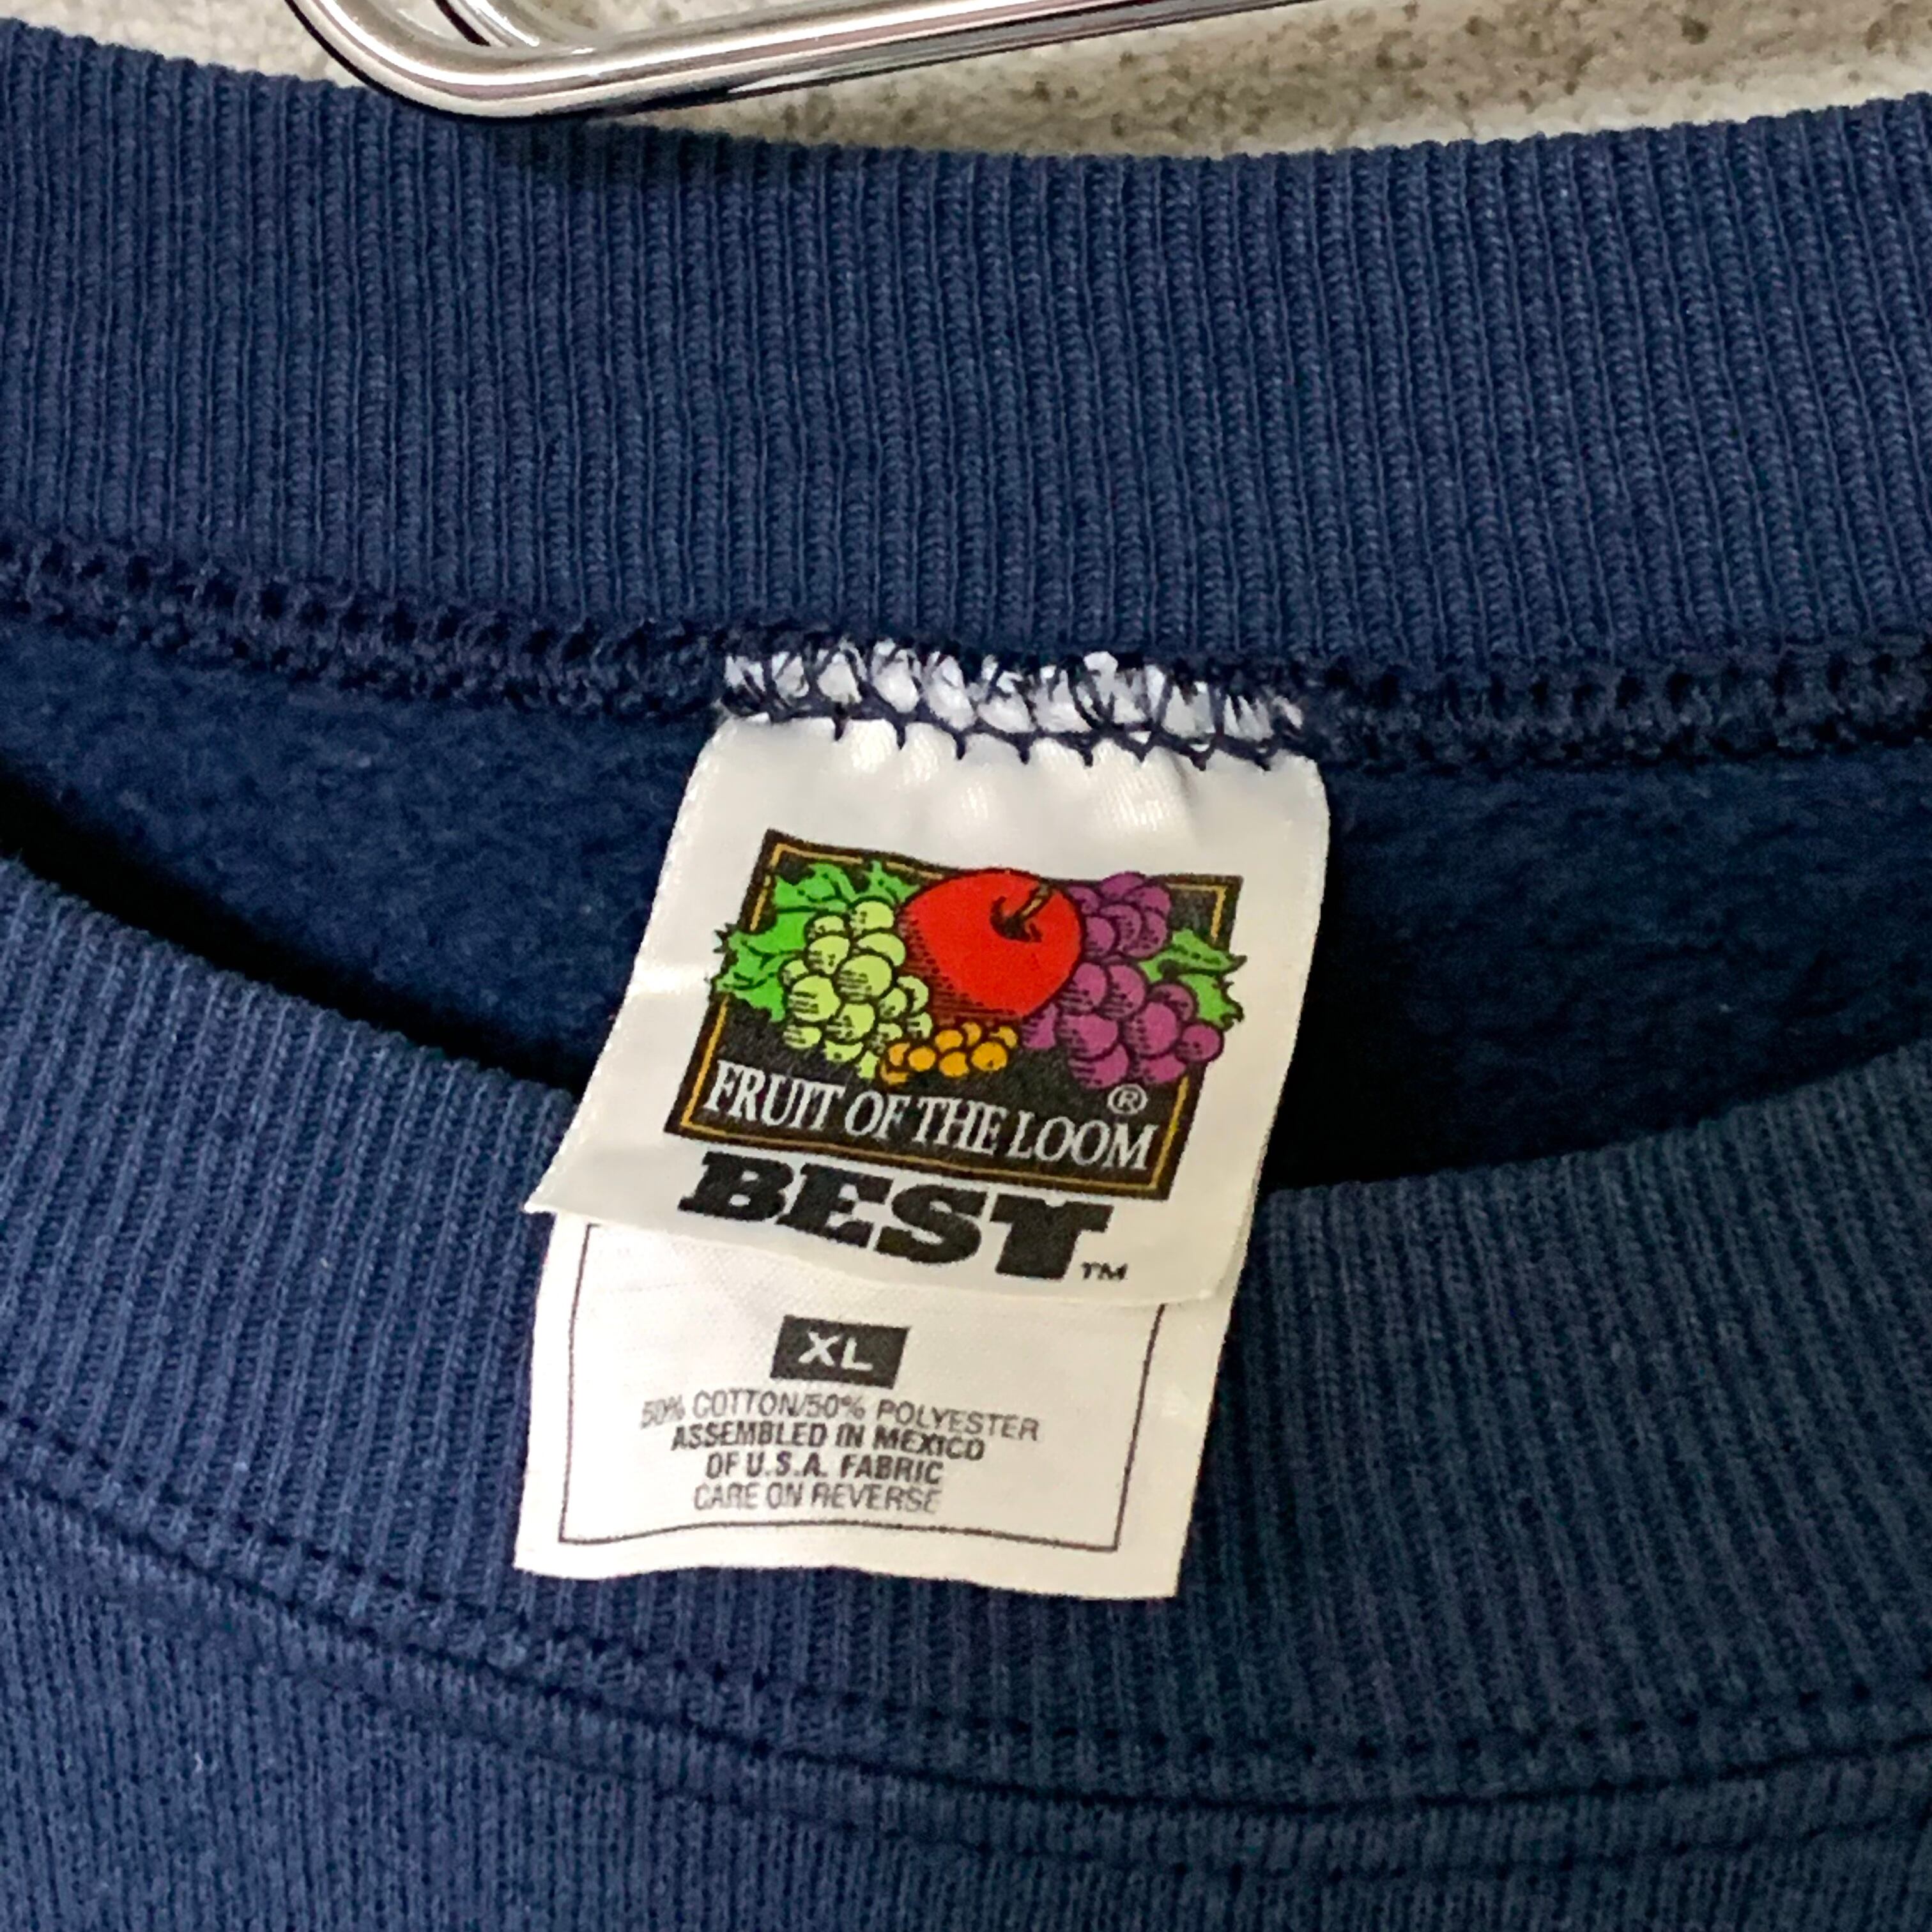 FRUIT OF THE LOOM ®
BEST™
XL
50% COTTON/50% POLYESTER
ASSEMBLED IN MEXICO
OF U.S.A. FABRIC
CARE ON REVERSE